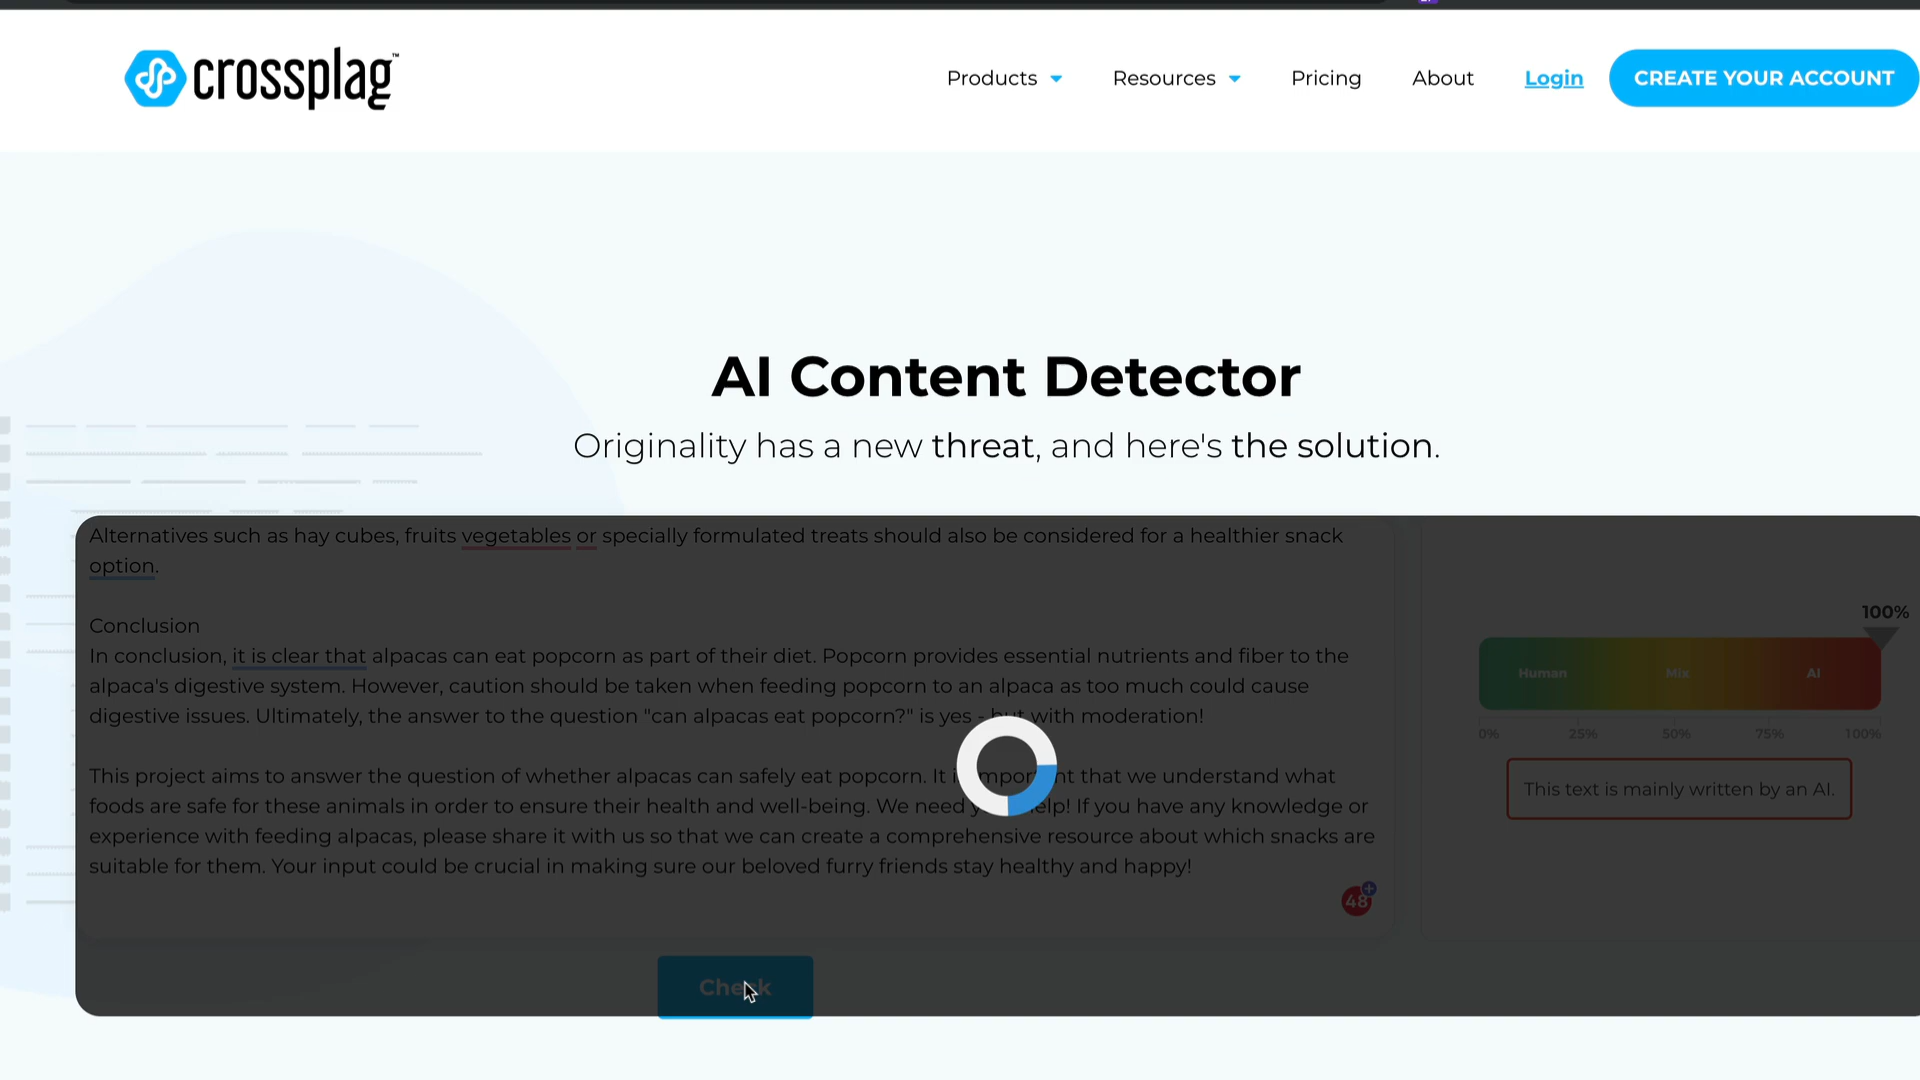 crossplag™
Products
Resources
Pricing
About
Login
CREATE YOUR ACCOUNT
AI Content Detector
Originality has a new threat, and here's the solution.
Alternatives such as hay cubes, fruits vegetables or specially formulated treats should also be considered for a healthier snack
option.
Conclusion
In conclusion, it is clear that alpacas can eat popcorn as part of their diet. Popcorn provides essential nutrients and fiber to the
alpaca's digestive system. However, caution should be taken when feeding popcorn to an alpaca as too much could cause
digestive issues. Ultimately, the answer to the question "can alpacas eat popcorn?" is yes - but with moderation!
This project aims to answer the question of whether alpacas can safely eat popcorn. It that we understand what
foods are safe for these animals in order to ensure their health and well-being. We need help! If you have any knowledge or
experience with feeding alpacas, please share it with us so that we can create a comprehensive resource about which snacks are
suitable for them. Your input could be crucial in making sure our beloved furry friends stay healthy and happy!
48
Check
100%
Human
Mix
AI
0%
25%
50%
75%
100%
This text is mainly written by an AI.